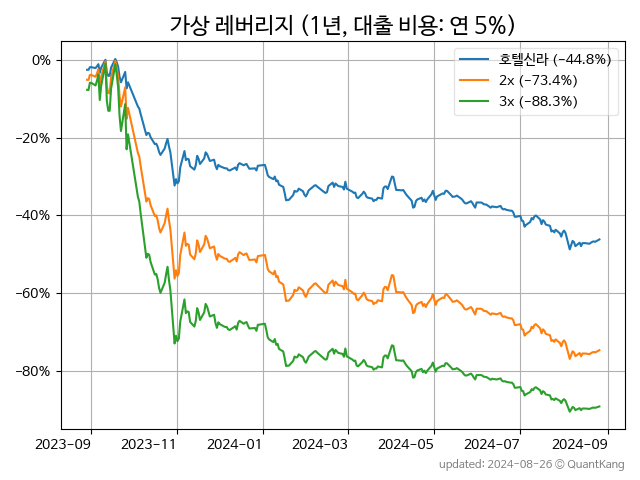 가상 레버리지 (1년, 대출 비용: 연 5%)
호텔신라 (−44.8%)
2x (−73.4%)
3x (−88.3%)
0%
−20%
−40%
−60%
−80%
2023−09 2023−11 2024−01 2024−03 2024−05 2024−07 2024−09
updated: 2024-08-26 © QuantKang